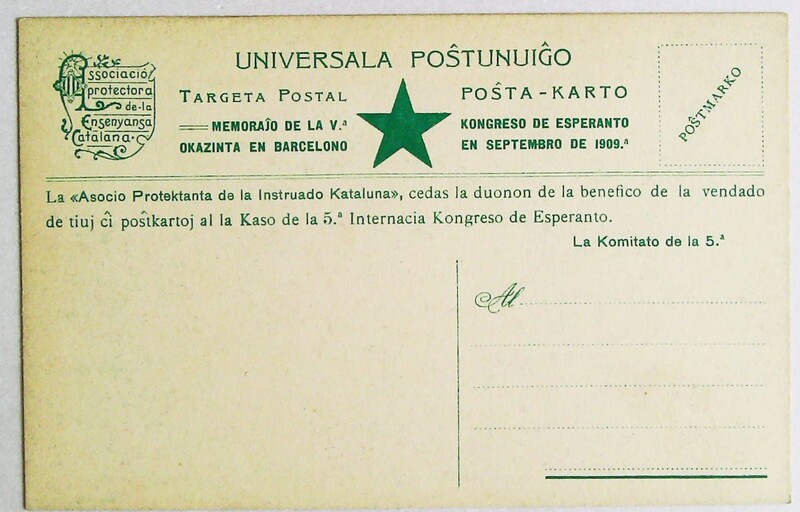 Associació
Protectora
de-la
Ensenyansa
Catalana.
UNIVERSALA POŜTUNUIĜO
TARGETA POSTAL
POŜTA-KARTO
MEMORAĴO DE LA V.ª
KONGRESO DE ESPERANTO
OKAZINTA EN BARCELONO
EN SEPTEMBRO DE 1909.ª
POŜTMARKO
La «Asocio Protektanta de la Instruado Kataluna», cedas la duonon de la benefico de la vendado
de tiuj ĉi poŝtkartoj al la Kaso de la 5.ª Internacia Kongreso de Esperanto.
La Komitato de la 5.ª
Al